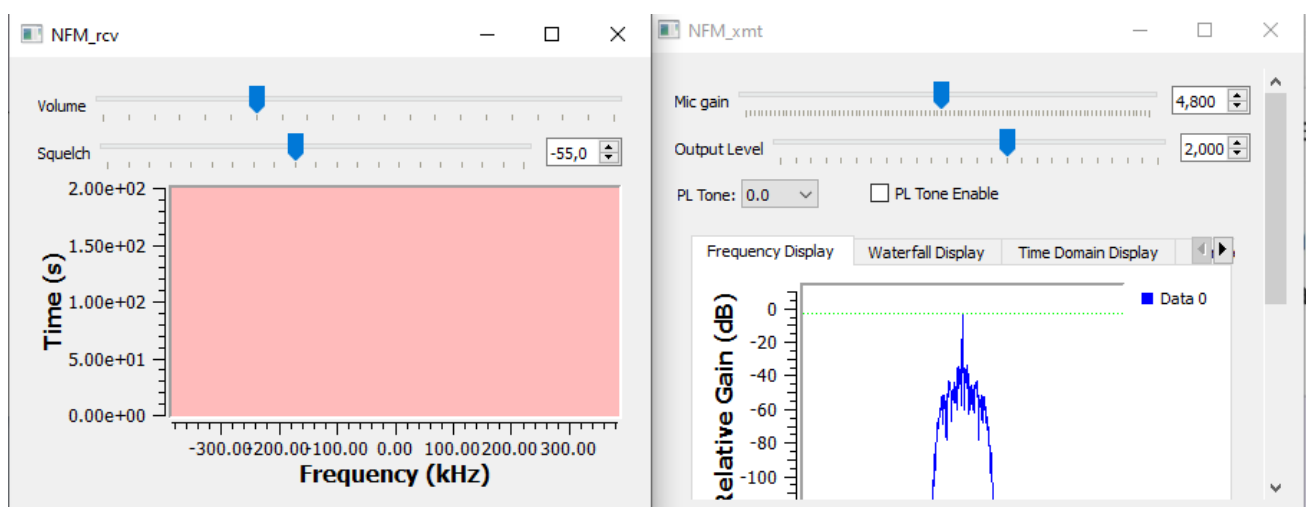 NFM_rcv
Volume
Squelch
-55,0
2.00e+02
1.50e+02
1.00e+02
5.00e+01
0.00e+00
Time (s)
-300.00 -200.00 -100.00 0.00 100.00 200.00 300.00
Frequency (kHz)
NFM_xmt
Mic gain
4,800
Output Level
2,000
PL Tone: 0.0
PL Tone Enable
Frequency Display Waterfall Display Time Domain Display
Data 0
0
-20
-40
-60
-80
-100
Relative Gain (dB)